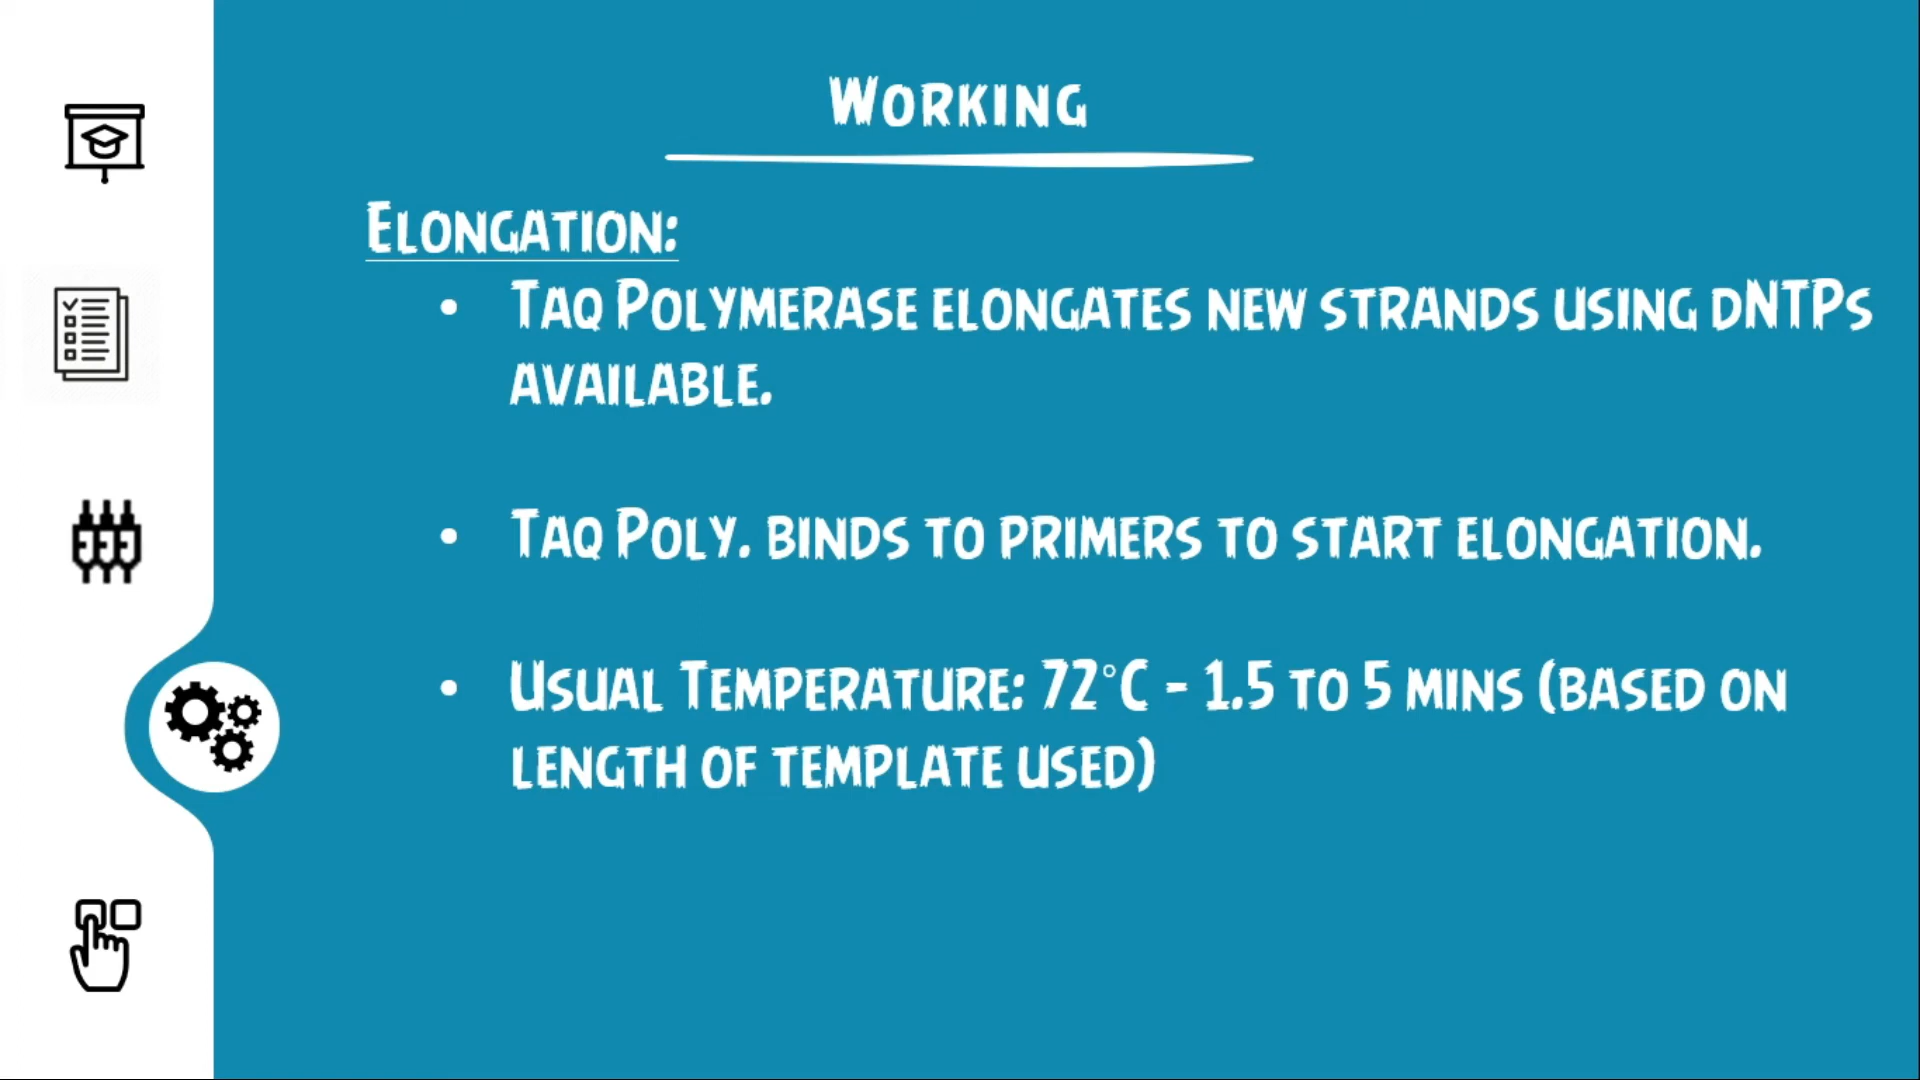 Working
Elongation:
• Taq Polymerase elongates new strands using dNTPs
available.
• Taq Poly. binds to primers to start elongation.
• Usual Temperature: 72°C - 1.5 to 5 mins (based on
length of template used)